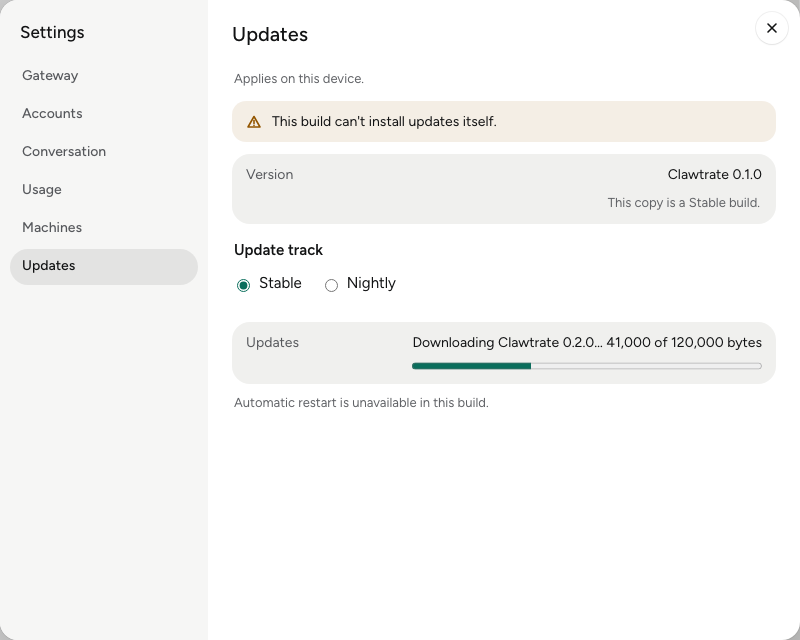 Settings
Gateway
Accounts
Conversation
Usage
Machines
Updates
Updates
Applies on this device.
This build can't install updates itself.
Version
Clawtrate 0.1.0
This copy is a Stable build.
Update track
Stable
Nightly
Updates
Downloading Clawtrate 0.2.0... 41,000 of 120,000 bytes
Automatic restart is unavailable in this build.